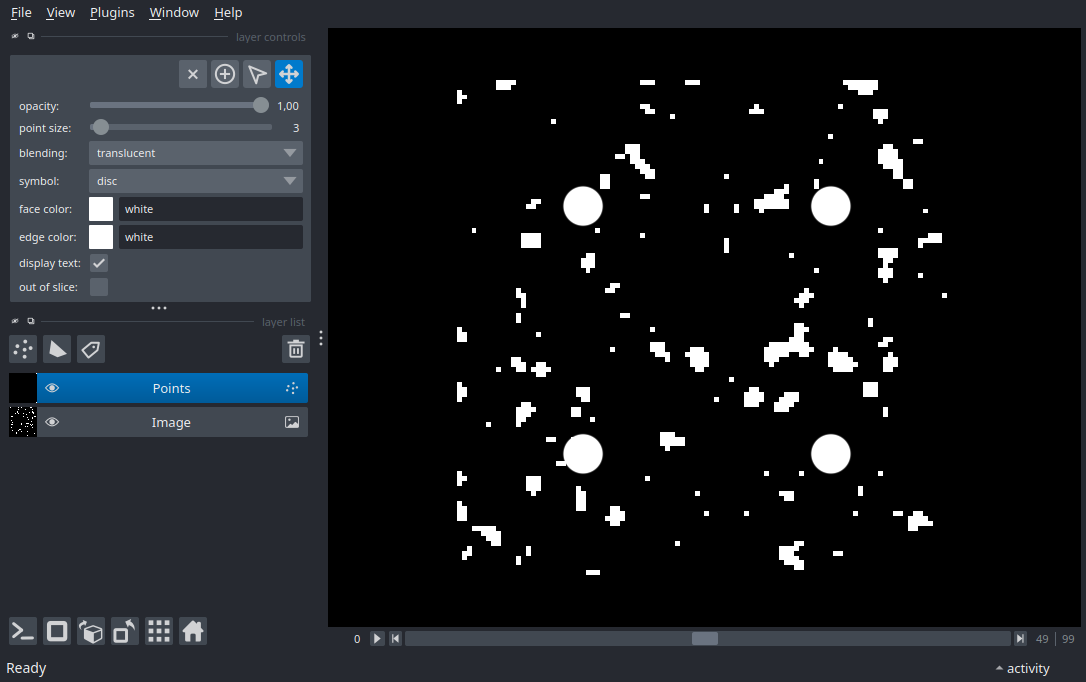 File View Plugins Window Help
layer controls
opacity: 1,00
point size: 3
blending: translucent
symbol: disc
face color: white
edge color: white
display text:
out of slice:
layer list
Points
Image
0 49 99
Ready activity